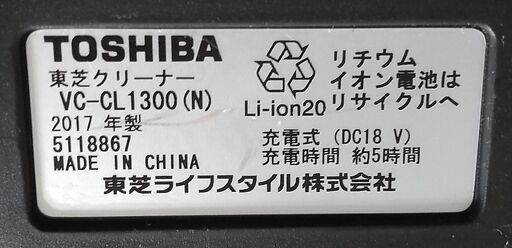 TOSHIBA
東芝クリーナー
VC-CL1300(N)
2017 年製
5118867
MADE IN CHINA
Li-ion20
リチウム
イオン電池は
リサイクルへ
充電式 (DC18 V)
充電時間 約5時間
東芝ライフスタイル株式会社